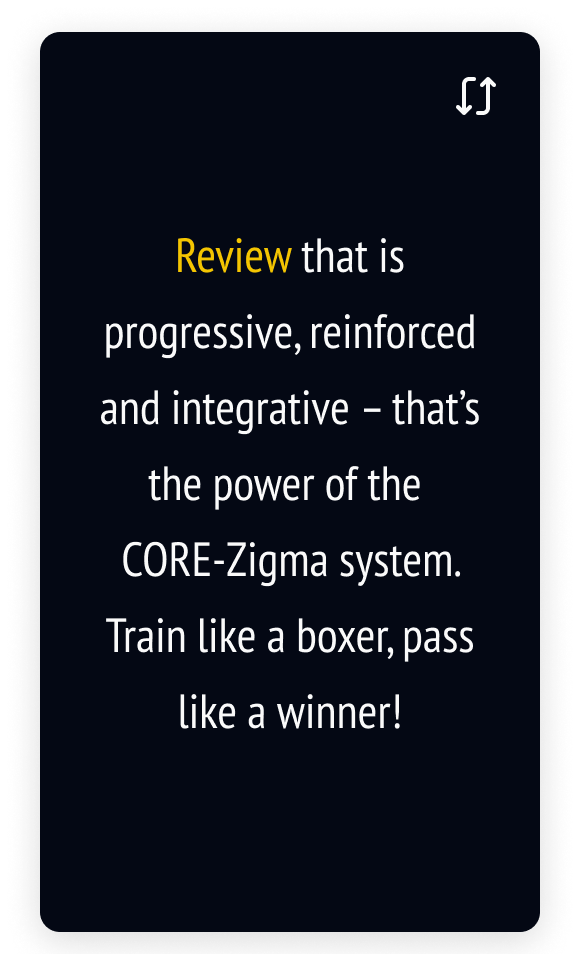 Review that is
progressive, reinforced
and integrative – that’s
the power of the
CORE-Zigma system.
Train like a boxer, pass
like a winner!